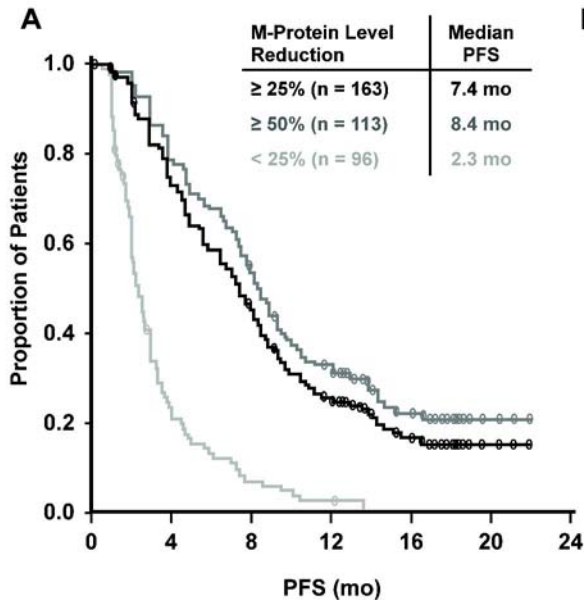 A
M-Protein Level Reduction Median PFS
≥ 25% (n = 163) 7.4 mo
≥ 50% (n = 113) 8.4 mo
< 25% (n = 96) 2.3 mo
Proportion of Patients
1.0
0.8
0.6
0.4
0.2
0.0
0 4 8 12 16 20 24
PFS (mo)